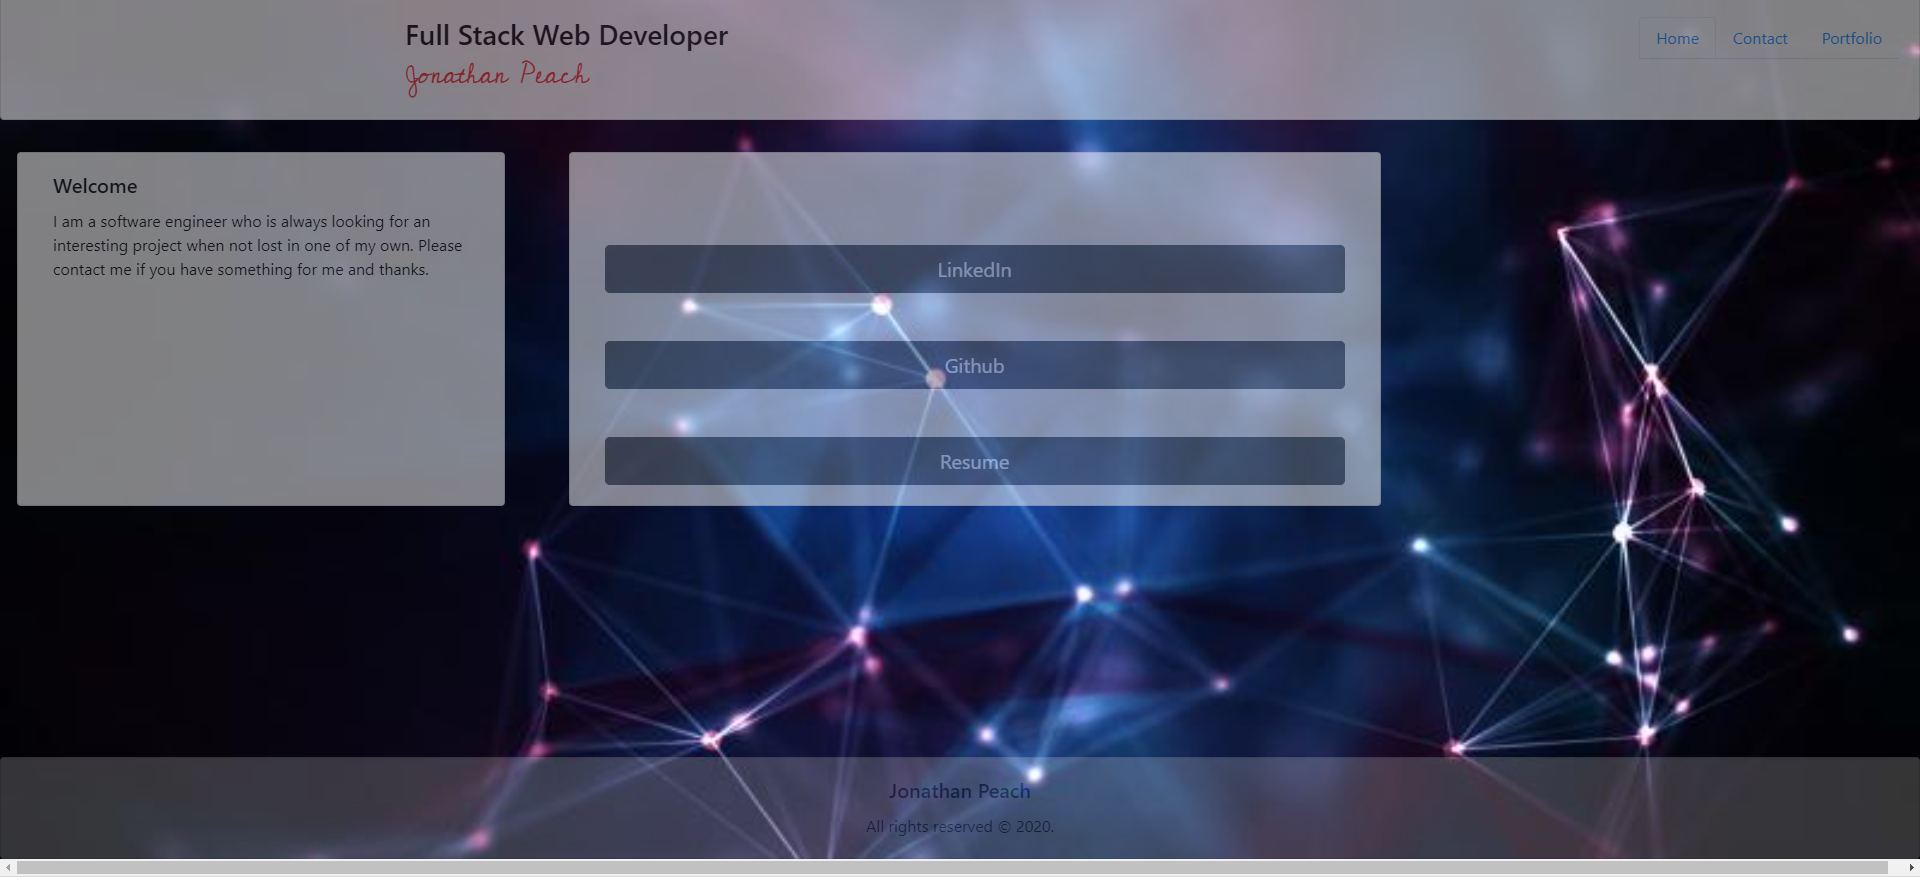 Full Stack Web Developer
Jonathan Peach
Home Contact Portfolio
Welcome
I am a software engineer who is always looking for an
interesting project when not lost in one of my own. Please
contact me if you have something for me and thanks.
LinkedIn
Github
Resume
Jonathan Peach
All rights reserved © 2020.